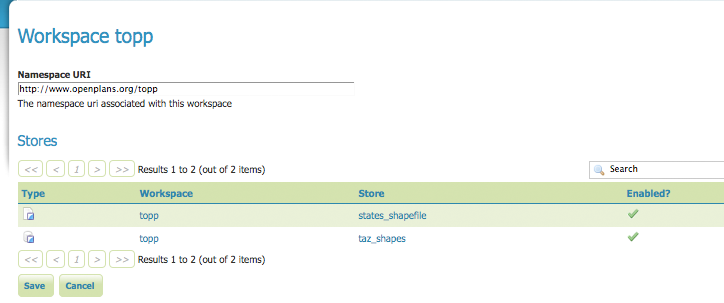 Workspace topp
Namespace URI
http://www.openplans.org/topp
The namespace uri associated with this workspace
Stores
<< < 1 > >> Results 1 to 2 (out of 2 items) Search
Type Workspace Store Enabled?
topp states_shapefile
topp taz_shapes
<< < 1 > >> Results 1 to 2 (out of 2 items)
Save Cancel